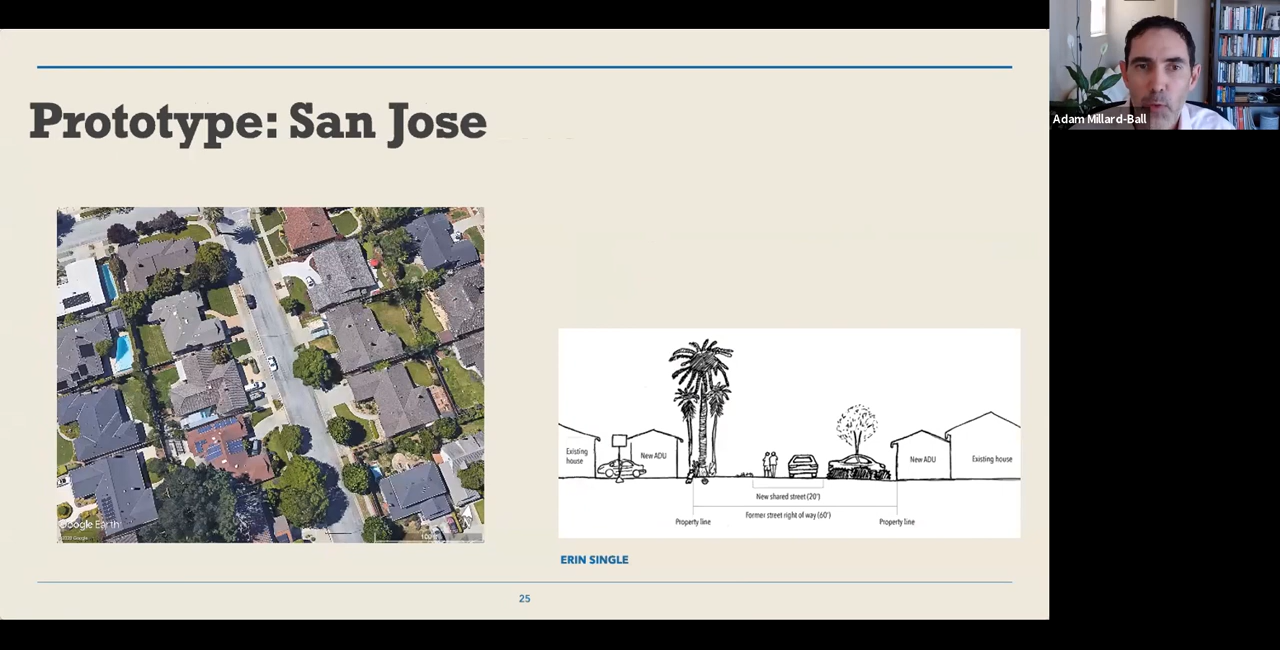 Prototype: San Jose
Adam Millard-Ball
Google Earth
Existing
house
New ADU
New ADU
Existing house
New shared street (20')
Former street right of way (60')
Property line
Property line
ERIN SINGLE
25